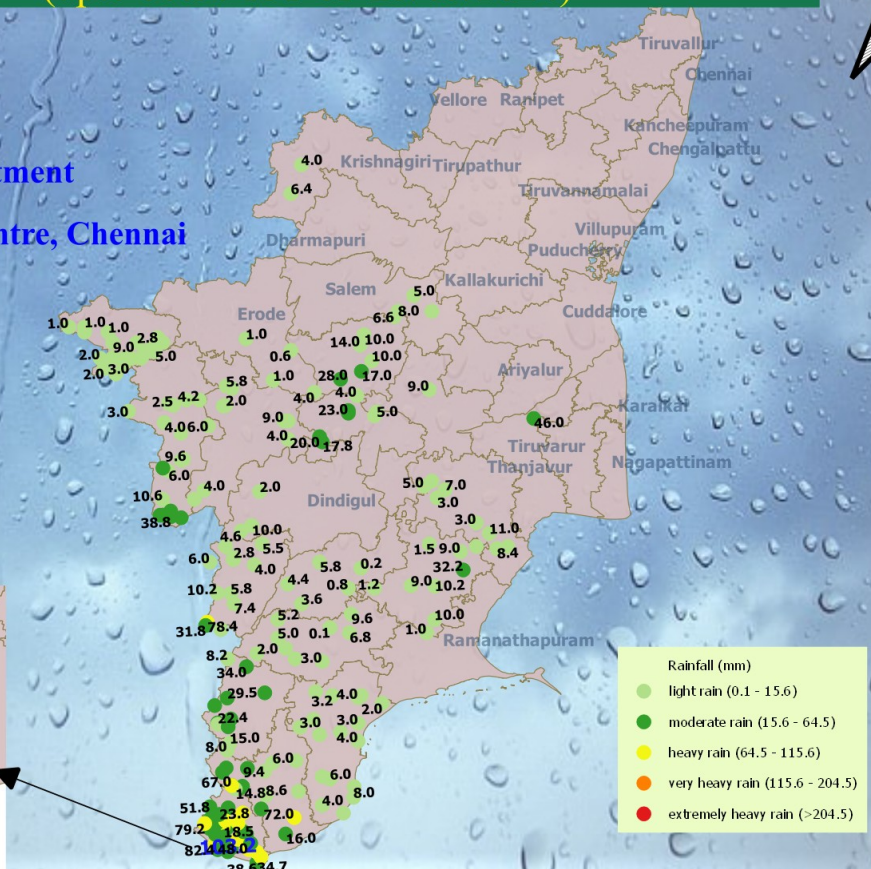 Tiruvallur
Chennai
Vellore Ranipet
Kancheepuram
Chengalpattu
4.0 Krishnagiri Tirupathur
tment
6.4 Tiruvannamalai
Villupuram
ntre, Chennai
Dharmapuri Puducherry
Kallakurichi
Salem 5.0
Erode 6.6 8.0 Cuddalore
1.0 1.0 1.0
2.8 1.0 14.0 10.0
2.0 9.0 5.0 0.6 10.0
2.0 3.0 1.0 28.0 17.0 Ariyalur
5.8 9.0
2.5 4.2 2.0 4.0 4.0
3.0 23.0 5.0 Karaikal
9.0 46.0
4.0 6.0 4.0 20.0 17.8 Tiruvarur
9.6 Thanjavur Nagapattinam
6.0
10.6 4.0 2.0 Dindigul 5.0 7.0
3.0
38.8 3.0
4.6 10.0 11.0
2.8 5.5 1.5 9.0 8.4
6.0 4.0 5.8 0.2 32.2
4.4 0.8 1.2 9.0 10.2
10.2 5.8 3.6
7.4 5.2 9.6 10.0
31.8 78.4 5.0 0.1 6.8 1.0 Ramanathapuram
8.2 2.0 3.0
34.0
29.5 3.2 4.0
2.0
22.4 3.0 3.0
15.0 4.0
8.0
6.0
67.0 9.4 6.0
14.8 8.6 8.0
51.8 23.8 72.0 4.0
79.2 18.5 16.0
103.2
82.4 48.0
38.6 34.7
Rainfall (mm)
light rain (0.1 - 15.6)
moderate rain (15.6 - 64.5)
heavy rain (64.5 - 115.6)
very heavy rain (115.6 - 204.5)
extremely heavy rain (>204.5)